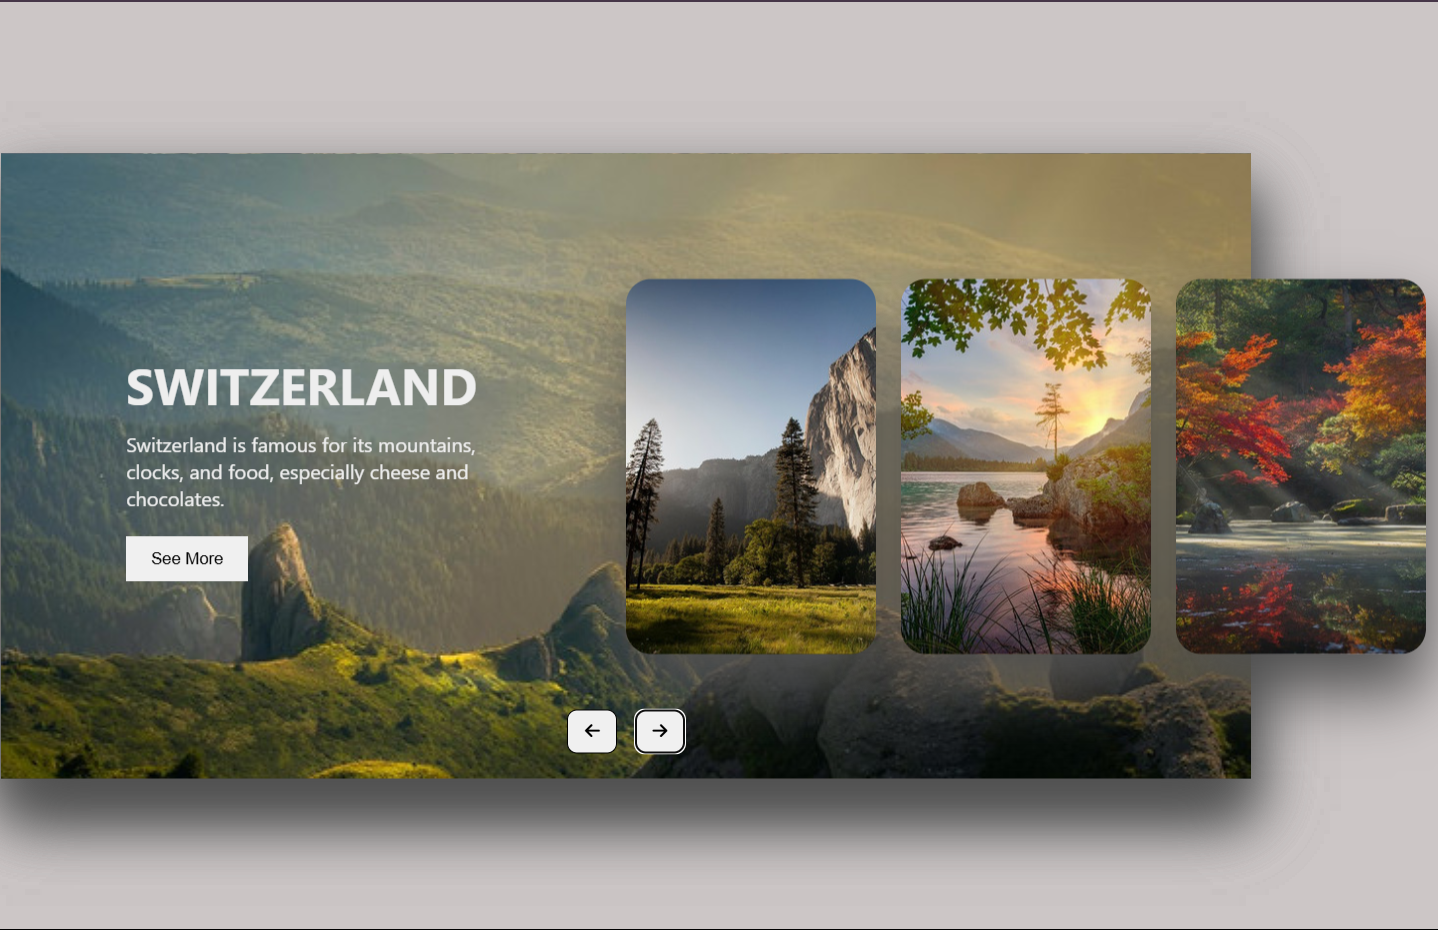 SWITZERLAND
Switzerland is famous for its mountains,
clocks, and food, especially cheese and
chocolates.
See More